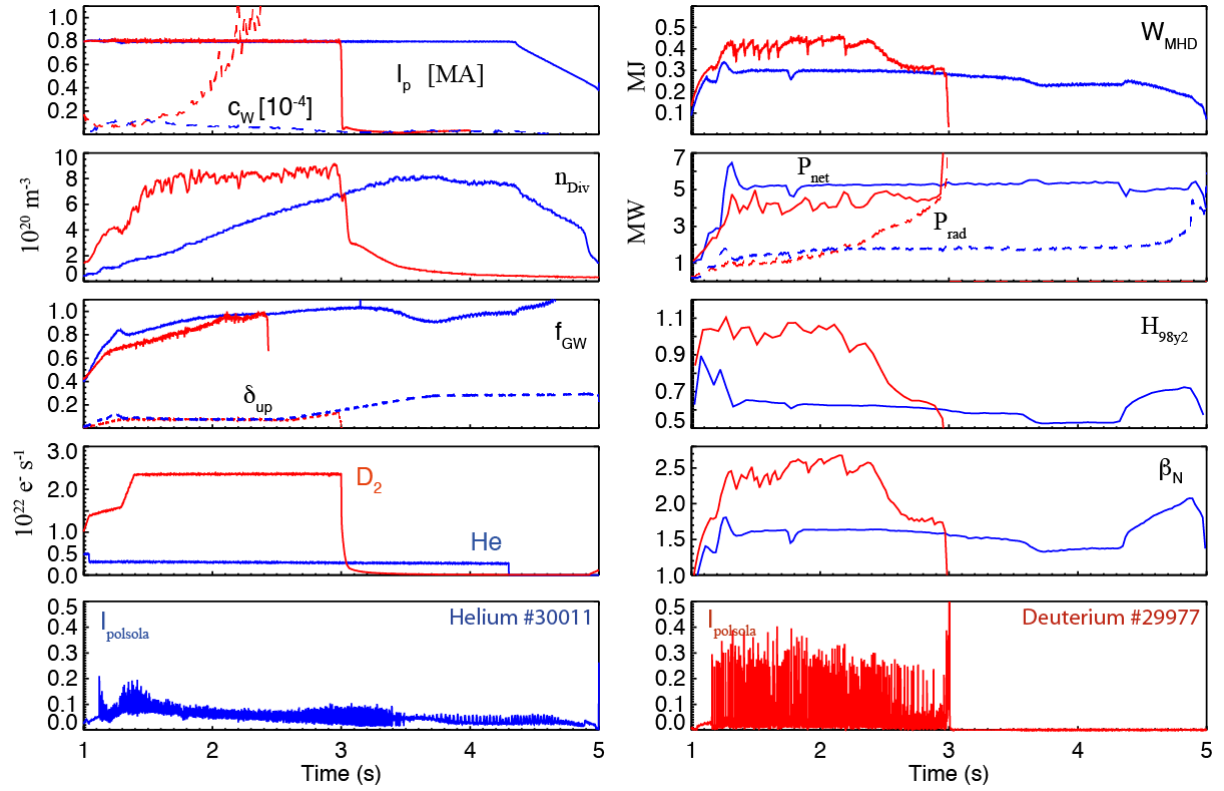 1.0
0.8
0.6
0.4
0.2
I_p [MA]
c_W [10^-4]
10
8
6
4
2
0
10^20 m^-3
n_Div
1.0
0.8
0.6
0.4
0.2
f_GW
δ_up
3.0
2.0
1.0
0.5
0.0
10^22 e^- s^-1
D_2
He
0.5
0.4
0.3
0.2
0.1
0.0
I_polsola
Helium #30011
1 2 3 4 5
Time (s)
0.5
0.4
0.3
0.2
0.1
MJ
W_MHD
7
5
4
3
2
1
MW
P_net
P_rad
1.1
0.9
0.7
0.6
0.5
H_98y2
2.5
2.0
1.5
1.0
β_N
0.5
0.4
0.3
0.2
0.1
0.0
I_polsola
Deuterium #29977
1 2 3 4 5
Time (s)